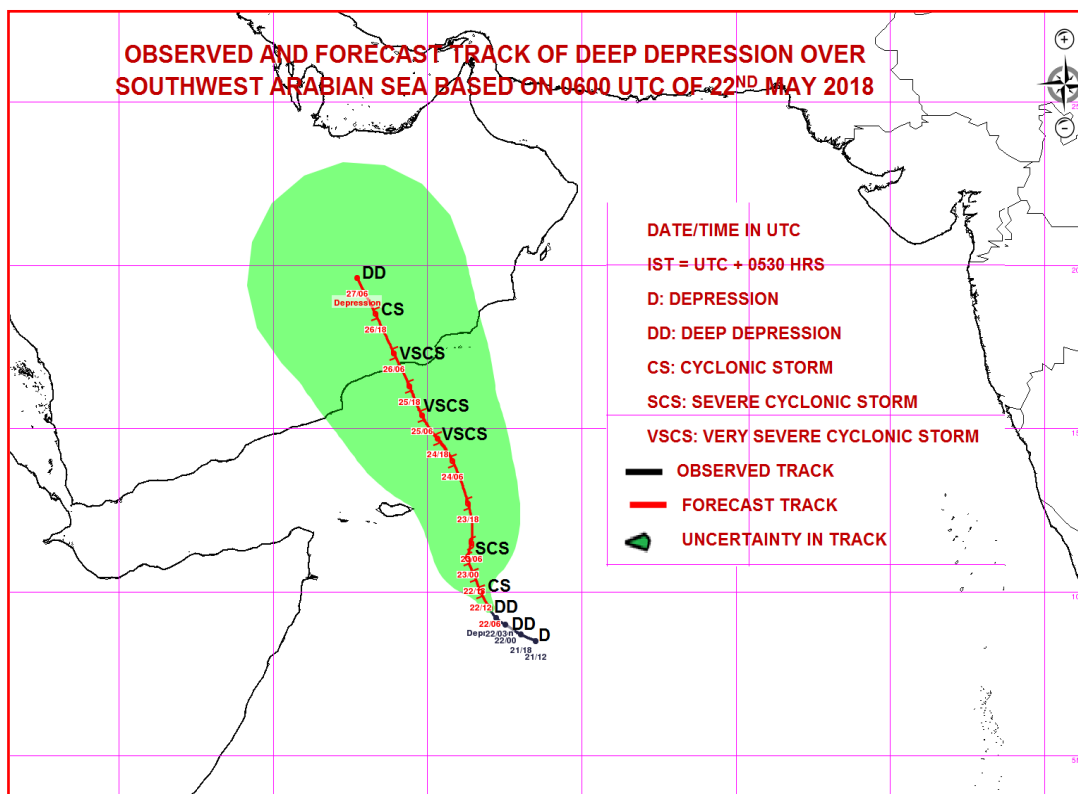 OBSERVED AND FORECAST TRACK OF DEEP DEPRESSION OVER
SOUTHWEST ARABIAN SEA BASED ON 0600 UTC OF 22ND MAY 2018
DATE/TIME IN UTC
IST = UTC + 0530 HRS
D: DEPRESSION
DD: DEEP DEPRESSION
CS: CYCLONIC STORM
SCS: SEVERE CYCLONIC STORM
VSCS: VERY SEVERE CYCLONIC STORM
OBSERVED TRACK
FORECAST TRACK
UNCERTAINTY IN TRACK
DD
27/06
Depression
CS
26/18
VSCS
26/06
25/18
VSCS
25/06
VSCS
24/18
24/06
23/18
SCS
23/00
CS
22/12
DD
22/06
DD
22/03
22/00
D
21/18
21/12